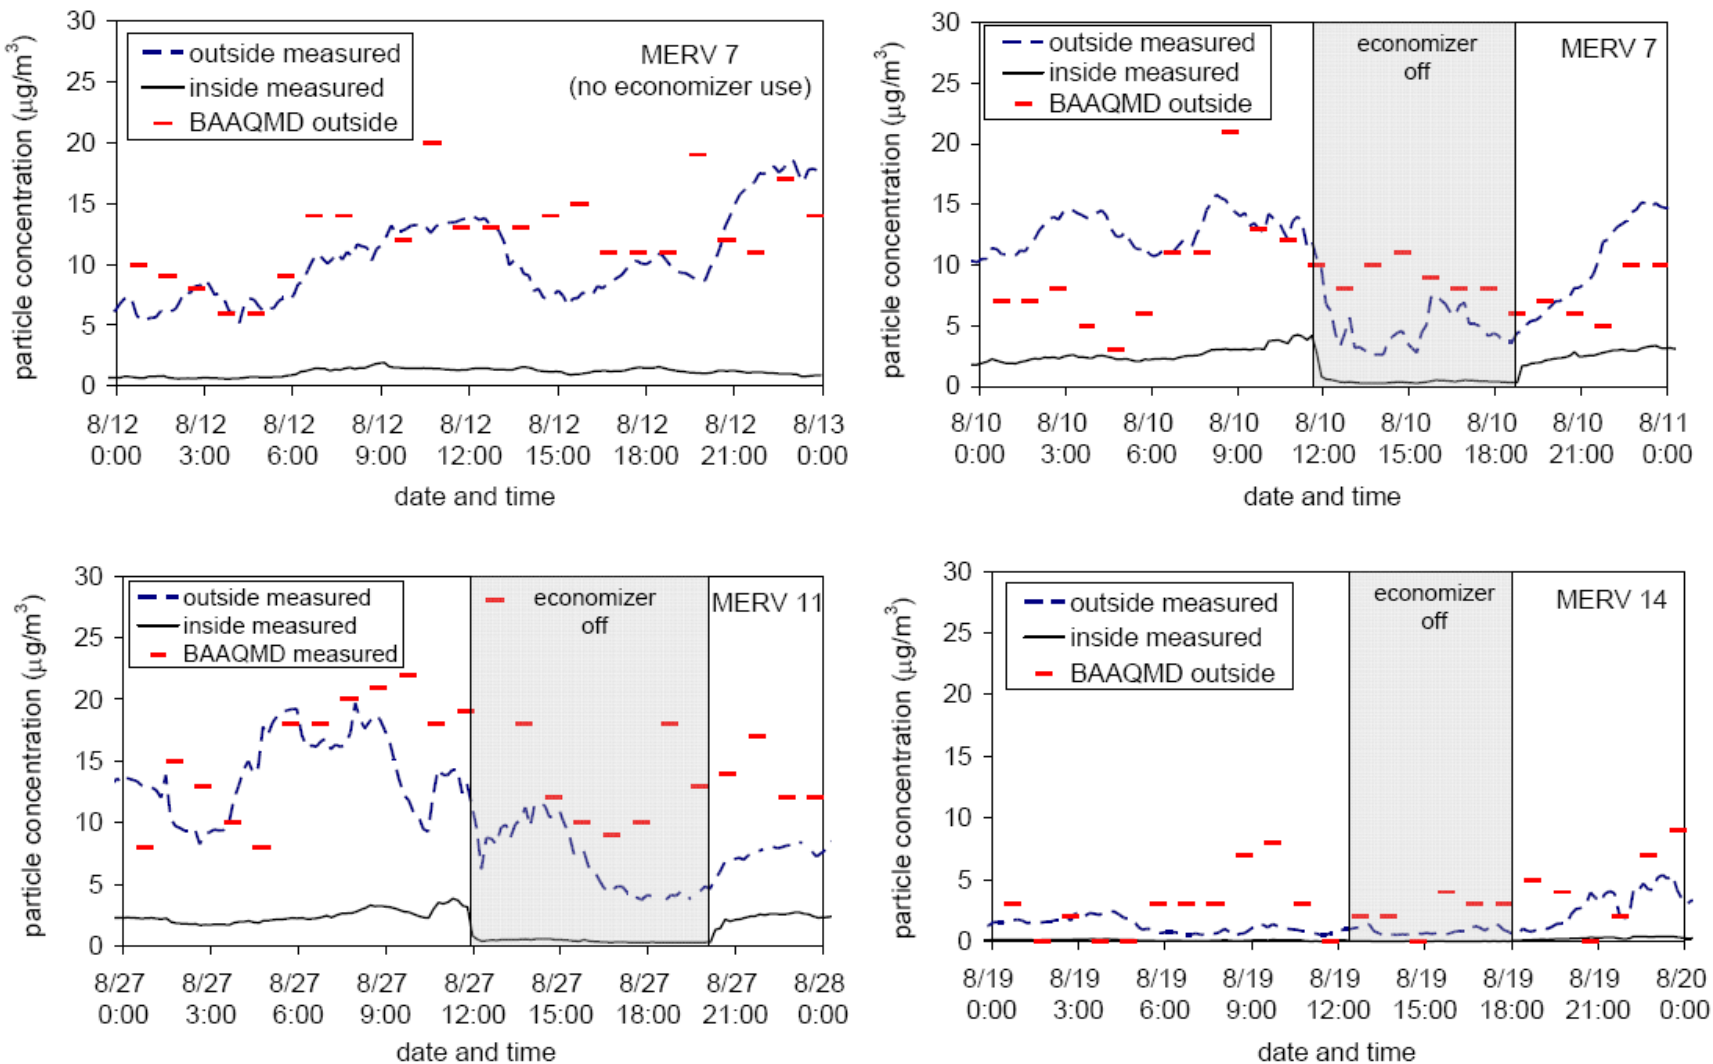 30
25
20
15
10
5
0
particle concentration (µg/m³)
outside measured
inside measured
BAAQMD outside
MERV 7
(no economizer use)
8/12 8/12 8/12 8/12 8/12 8/12 8/12 8/12 8/13
0:00 3:00 6:00 9:00 12:00 15:00 18:00 21:00 0:00
date and time
30
25
20
15
10
5
0
particle concentration (µg/m³)
outside measured
inside measured
BAAQMD outside
economizer
off
MERV 7
8/10 8/10 8/10 8/10 8/10 8/10 8/10 8/10 8/11
0:00 3:00 6:00 9:00 12:00 15:00 18:00 21:00 0:00
date and time
30
25
20
15
10
5
0
particle concentration (µg/m³)
outside measured
inside measured
BAAQMD measured
economizer
off
MERV 11
8/27 8/27 8/27 8/27 8/27 8/27 8/27 8/27 8/28
0:00 3:00 6:00 9:00 12:00 15:00 18:00 21:00 0:00
date and time
30
25
20
15
10
5
0
particle concentration (µg/m³)
outside measured
inside measured
BAAQMD outside
economizer
off
MERV 14
8/19 8/19 8/19 8/19 8/19 8/19 8/19 8/19 8/20
0:00 3:00 6:00 9:00 12:00 15:00 18:00 21:00 0:00
date and time